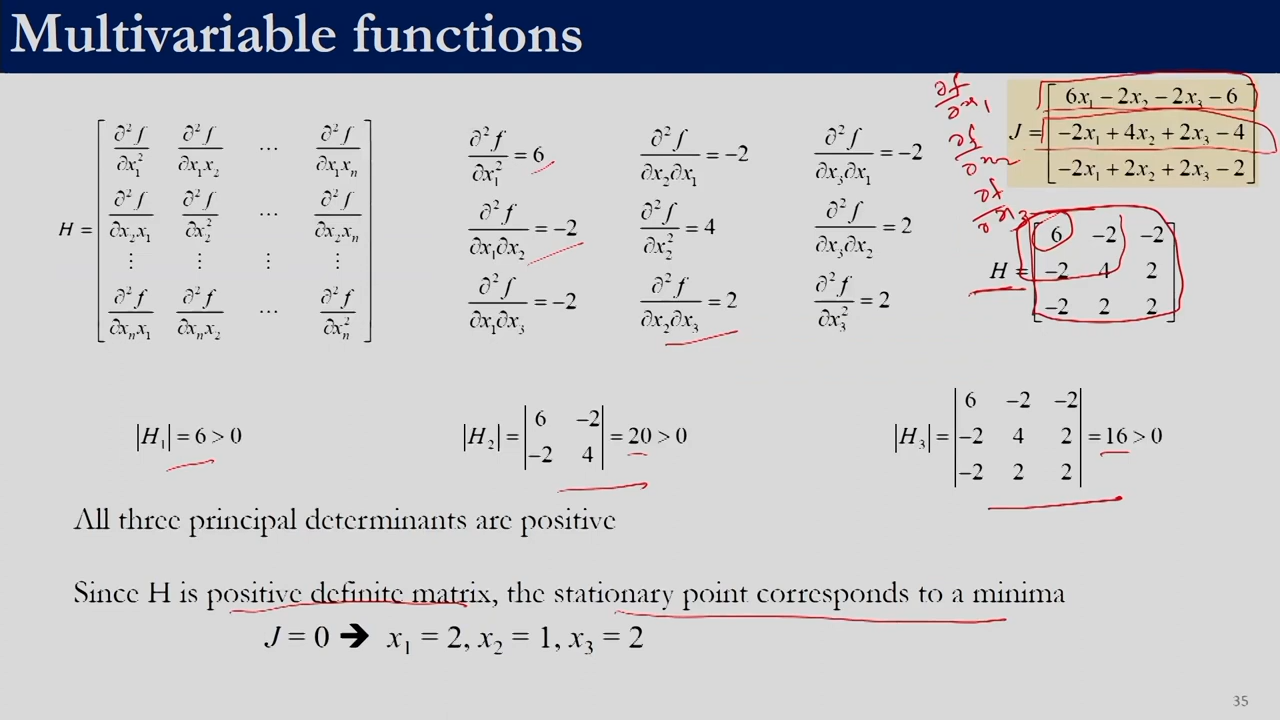 Multivariable functions
H = [ ∂²f/∂x₁² ∂²f/∂x₁x₂ ⋯ ∂²f/∂x₁xₙ
∂²f/∂x₂x₁ ∂²f/∂x₂² ⋯ ∂²f/∂x₂xₙ
⋮ ⋮ ⋮ ⋮
∂²f/∂xₙx₁ ∂²f/∂xₙx₂ ⋯ ∂²f/∂xₙ² ]
∂²f/∂x₁² = 6 ∂²f/∂x₂∂x₁ = −2 ∂²f/∂x₃∂x₁ = −2
∂²f/∂x₁∂x₂ = −2 ∂²f/∂x₂² = 4 ∂²f/∂x₃∂x₂ = 2
∂²f/∂x₁∂x₃ = −2 ∂²f/∂x₂∂x₃ = 2 ∂²f/∂x₃² = 2
∂f/∂x₁
∂f/∂x₂
∂f/∂x₃
J = [ 6x₁ − 2x₂ − 2x₃ − 6
−2x₁ + 4x₂ + 2x₃ − 4
−2x₁ + 2x₂ + 2x₃ − 2 ]
H = [ 6 −2 −2
−2 4 2
−2 2 2 ]
|H₁| = 6 > 0
|H₂| = | 6 −2
−2 4 | = 20 > 0
|H₃| = | 6 −2 −2
−2 4 2
−2 2 2 | = 16 > 0
All three principal determinants are positive
Since H is positive definite matrix, the stationary point corresponds to a minima
J = 0 ➔ x₁ = 2, x₂ = 1, x₃ = 2
35